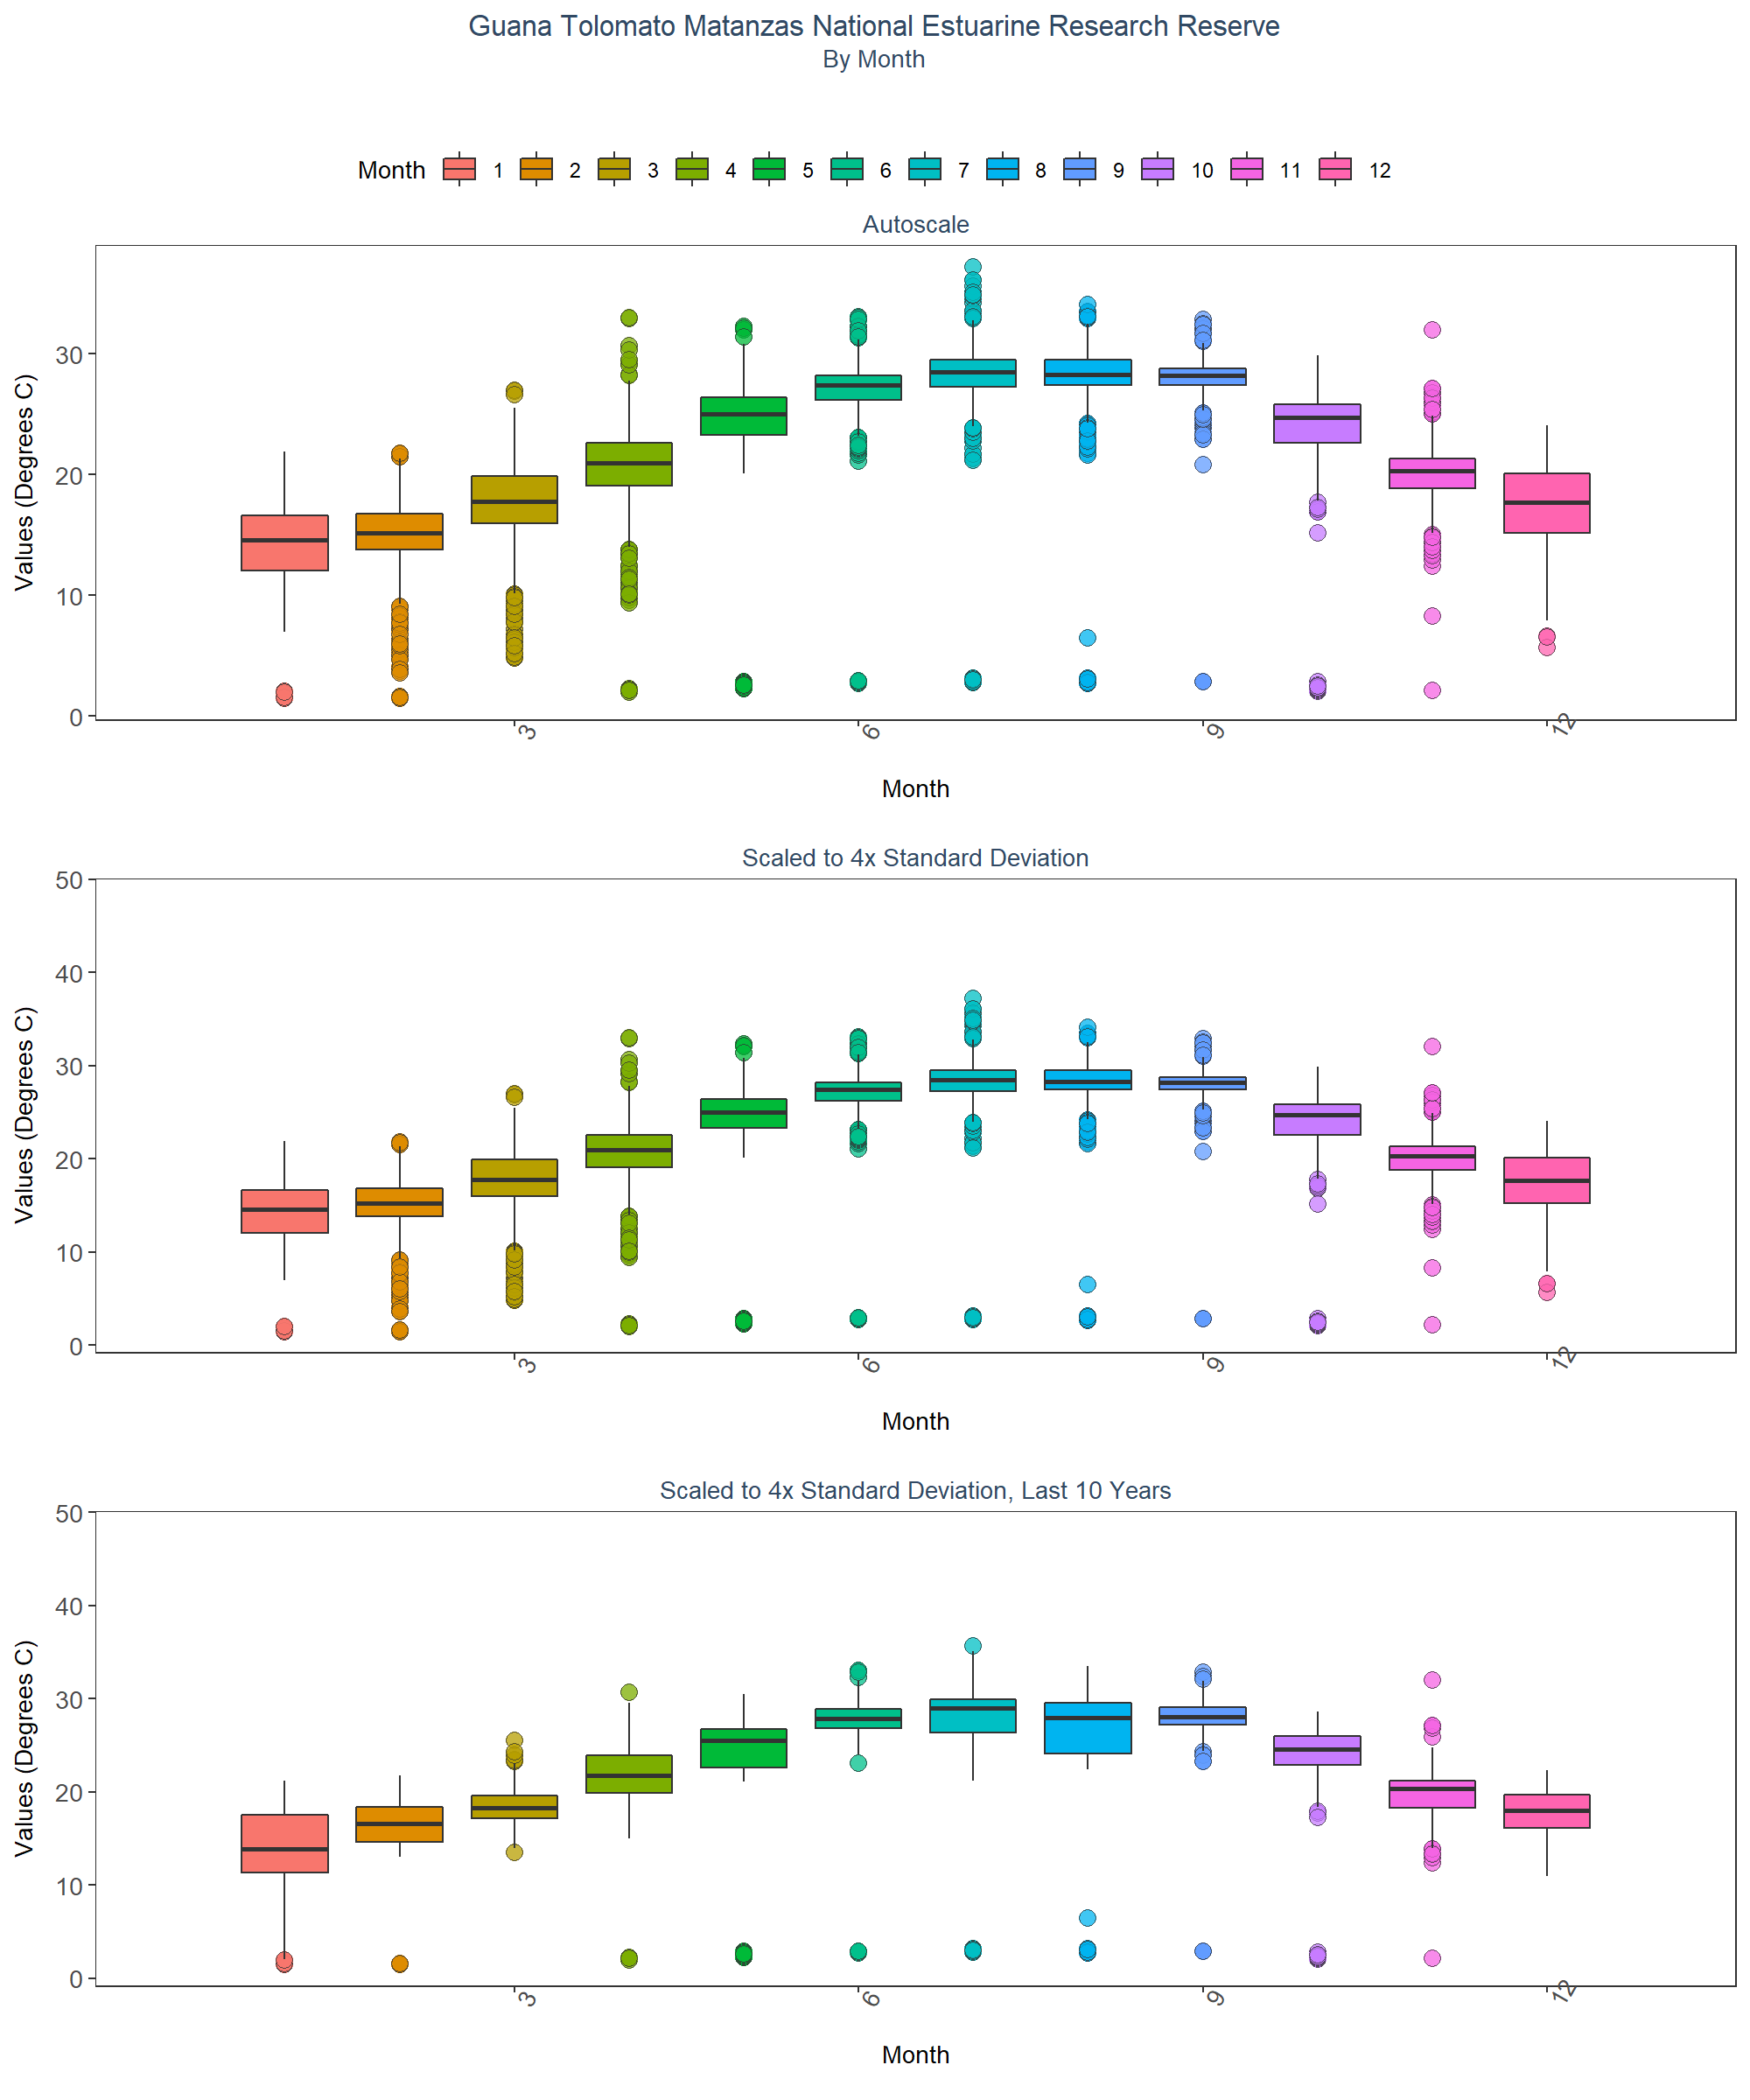 Guana Tolomato Matanzas National Estuarine Research Reserve
By Month
Month 1 2 3 4 5 6 7 8 9 10 11 12
Autoscale
Values (Degrees C)
30
20
10
0
3 6 9 12
Month
Scaled to 4x Standard Deviation
Values (Degrees C)
50
40
30
20
10
0
3 6 9 12
Month
Scaled to 4x Standard Deviation, Last 10 Years
Values (Degrees C)
50
40
30
20
10
0
3 6 9 12
Month